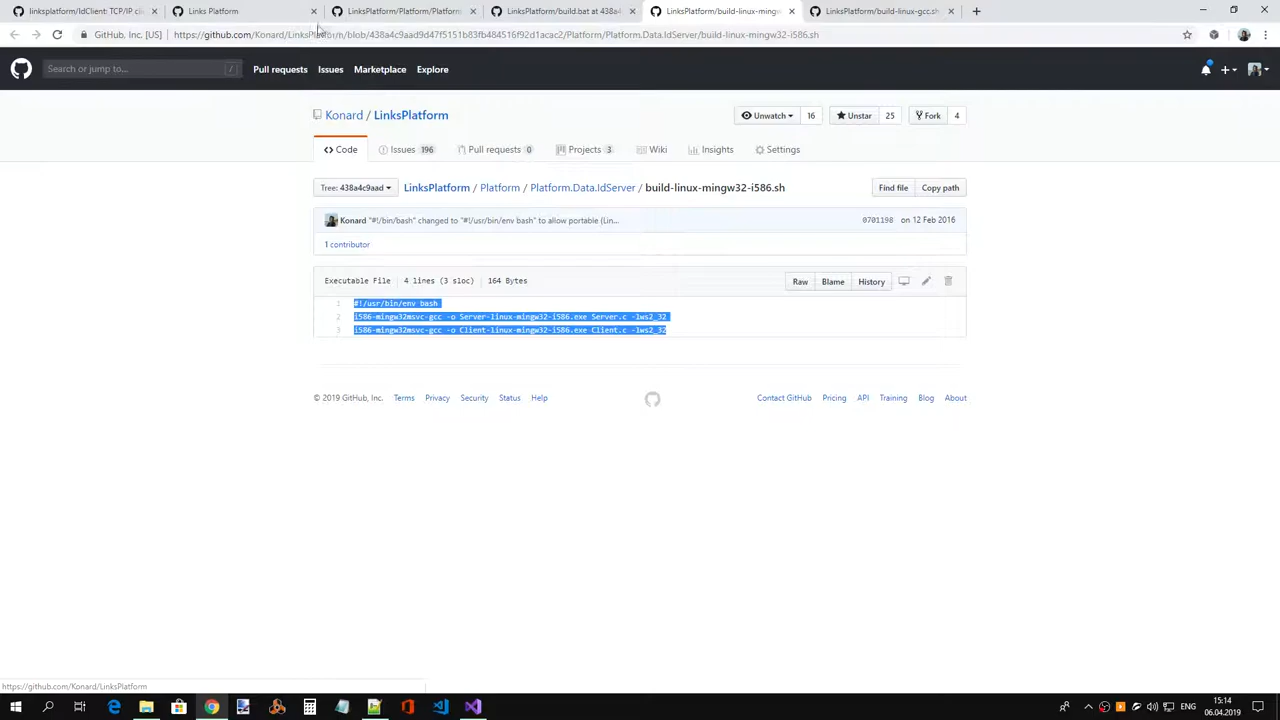 linksplatform/IdClient: TCP/IP cli
Links Platform
LinksPlatform/Platform/Platform.
LinksPlatform/build.bat at 438a4
LinksPlatform/build-linux-mingw
LinksPlatform/build-linux-gcc.sh
GitHub, Inc. [US]
https://github.com/Konard/LinksPlatform/blob/438a4c9aad9d47f5151b83fb484516f92d1acac2/Platform/Platform.Data.IdServer/build-linux-mingw32-i586.sh
Search or jump to...
/
Pull requests
Issues
Marketplace
Explore
Konard / LinksPlatform
Unwatch
16
Unstar
25
Fork
4
Code
Issues 196
Pull requests 0
Projects 3
Wiki
Insights
Settings
Tree: 438a4c9aad
LinksPlatform / Platform / Platform.Data.IdServer / build-linux-mingw32-i586.sh
Find file
Copy path
Konard "#!/bin/bash" changed to "#!/usr/bin/env bash" to allow portable (Lin...
0701198 on 12 Feb 2016
1 contributor
Executable File
4 lines (3 sloc)
164 Bytes
Raw
Blame
History
1 #!/usr/bin/env bash
2 i586-mingw32msvc-gcc -o Server-linux-mingw32-i586.exe Server.c -lws2_32
3 i586-mingw32msvc-gcc -o Client-linux-mingw32-i586.exe Client.c -lws2_32
© 2019 GitHub, Inc.
Terms
Privacy
Security
Status
Help
Contact GitHub
Pricing
API
Training
Blog
About
https://github.com/Konard/LinksPlatform
ENG
15:14
06.04.2019